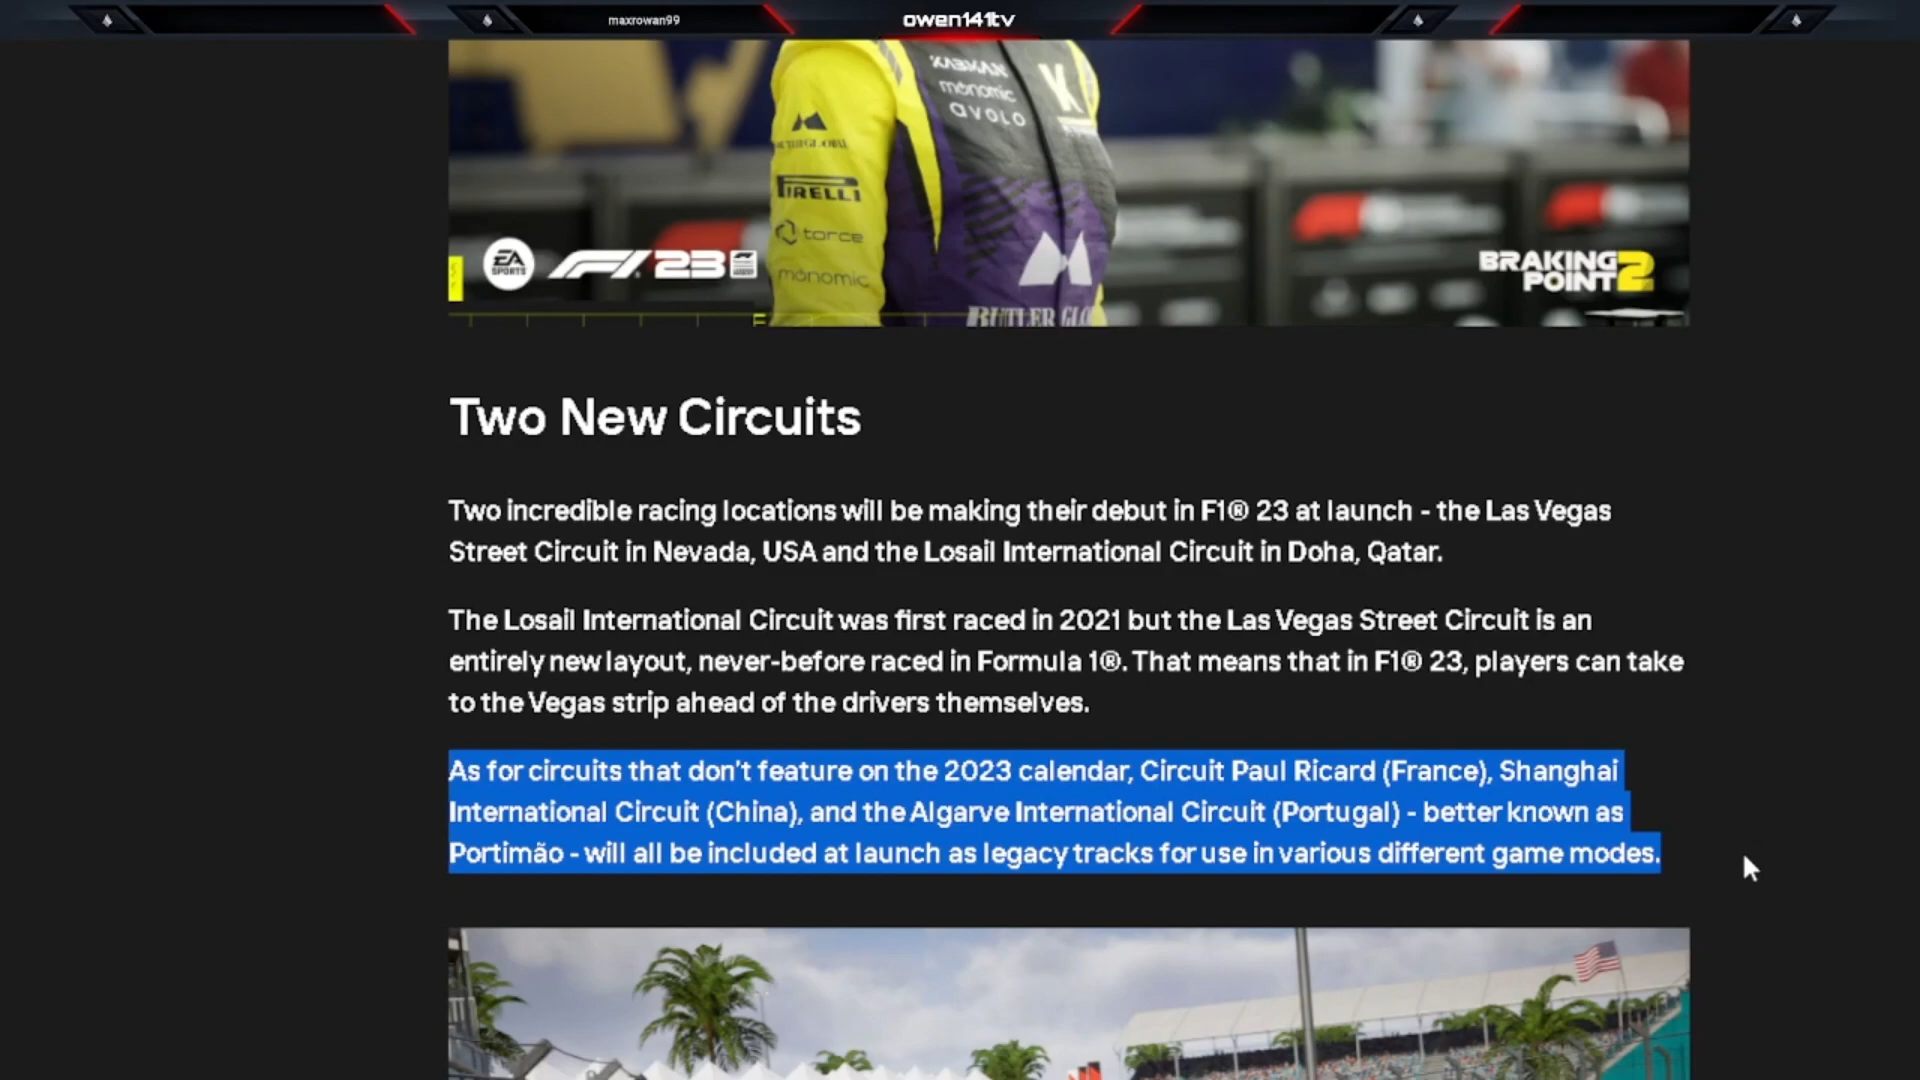 maxrowan99
owen141tv
KABMAN
monomic
avolo
K
PIRELLI
torce
monomic
EA
SPORTS
F1 23
BRAKING
POINT 2
BUTLER GLO
Two New Circuits
Two incredible racing locations will be making their debut in F1® 23 at launch - the Las Vegas
Street Circuit in Nevada, USA and the Losail International Circuit in Doha, Qatar.
The Losail International Circuit was first raced in 2021 but the Las Vegas Street Circuit is an
entirely new layout, never-before raced in Formula 1®. That means that in F1® 23, players can take
to the Vegas strip ahead of the drivers themselves.
As for circuits that don't feature on the 2023 calendar, Circuit Paul Ricard (France), Shanghai
International Circuit (China), and the Algarve International Circuit (Portugal) - better known as
Portimão - will all be included at launch as legacy tracks for use in various different game modes.